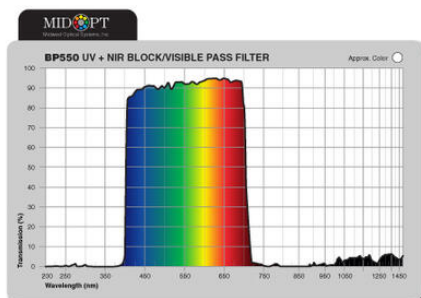 MIDOPT
Midwest Optical Systems, Inc.
BP550 UV + NIR BLOCK/VISIBLE PASS FILTER
Approx. Color
Transmission (%)
100
90
80
70
60
50
40
30
20
10
0
200 250 350 450 550 650 750 850 950 1050 1250 1450
Wavelength (nm)